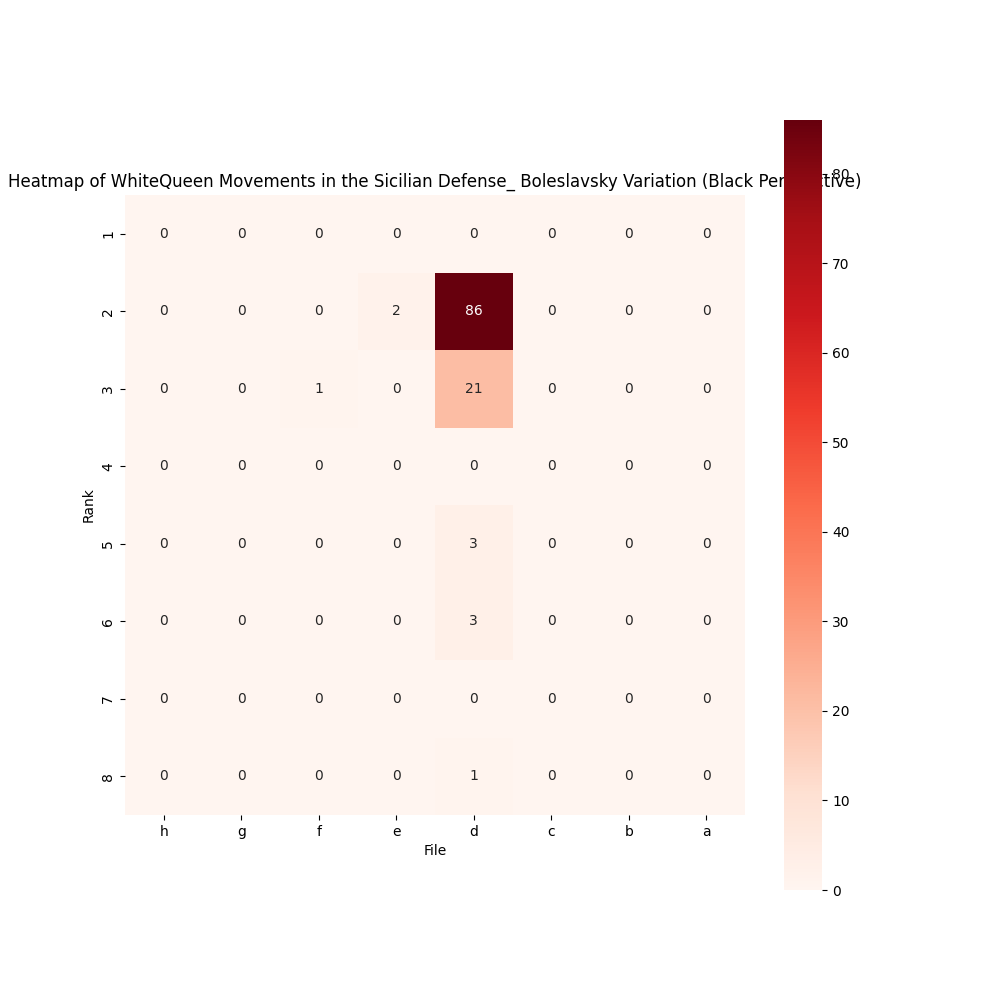 Heatmap of WhiteQueen Movements in the Sicilian Defense_ Boleslavsky Variation (Black Perspective)
80
70
60
50
40
30
20
10
0
Rank
1 0 0 0 0 0 0 0 0
2 0 0 0 2 86 0 0 0
3 0 0 1 0 21 0 0 0
4 0 0 0 0 0 0 0 0
5 0 0 0 0 3 0 0 0
6 0 0 0 0 3 0 0 0
7 0 0 0 0 0 0 0 0
8 0 0 0 0 1 0 0 0
h g f e d c b a
File